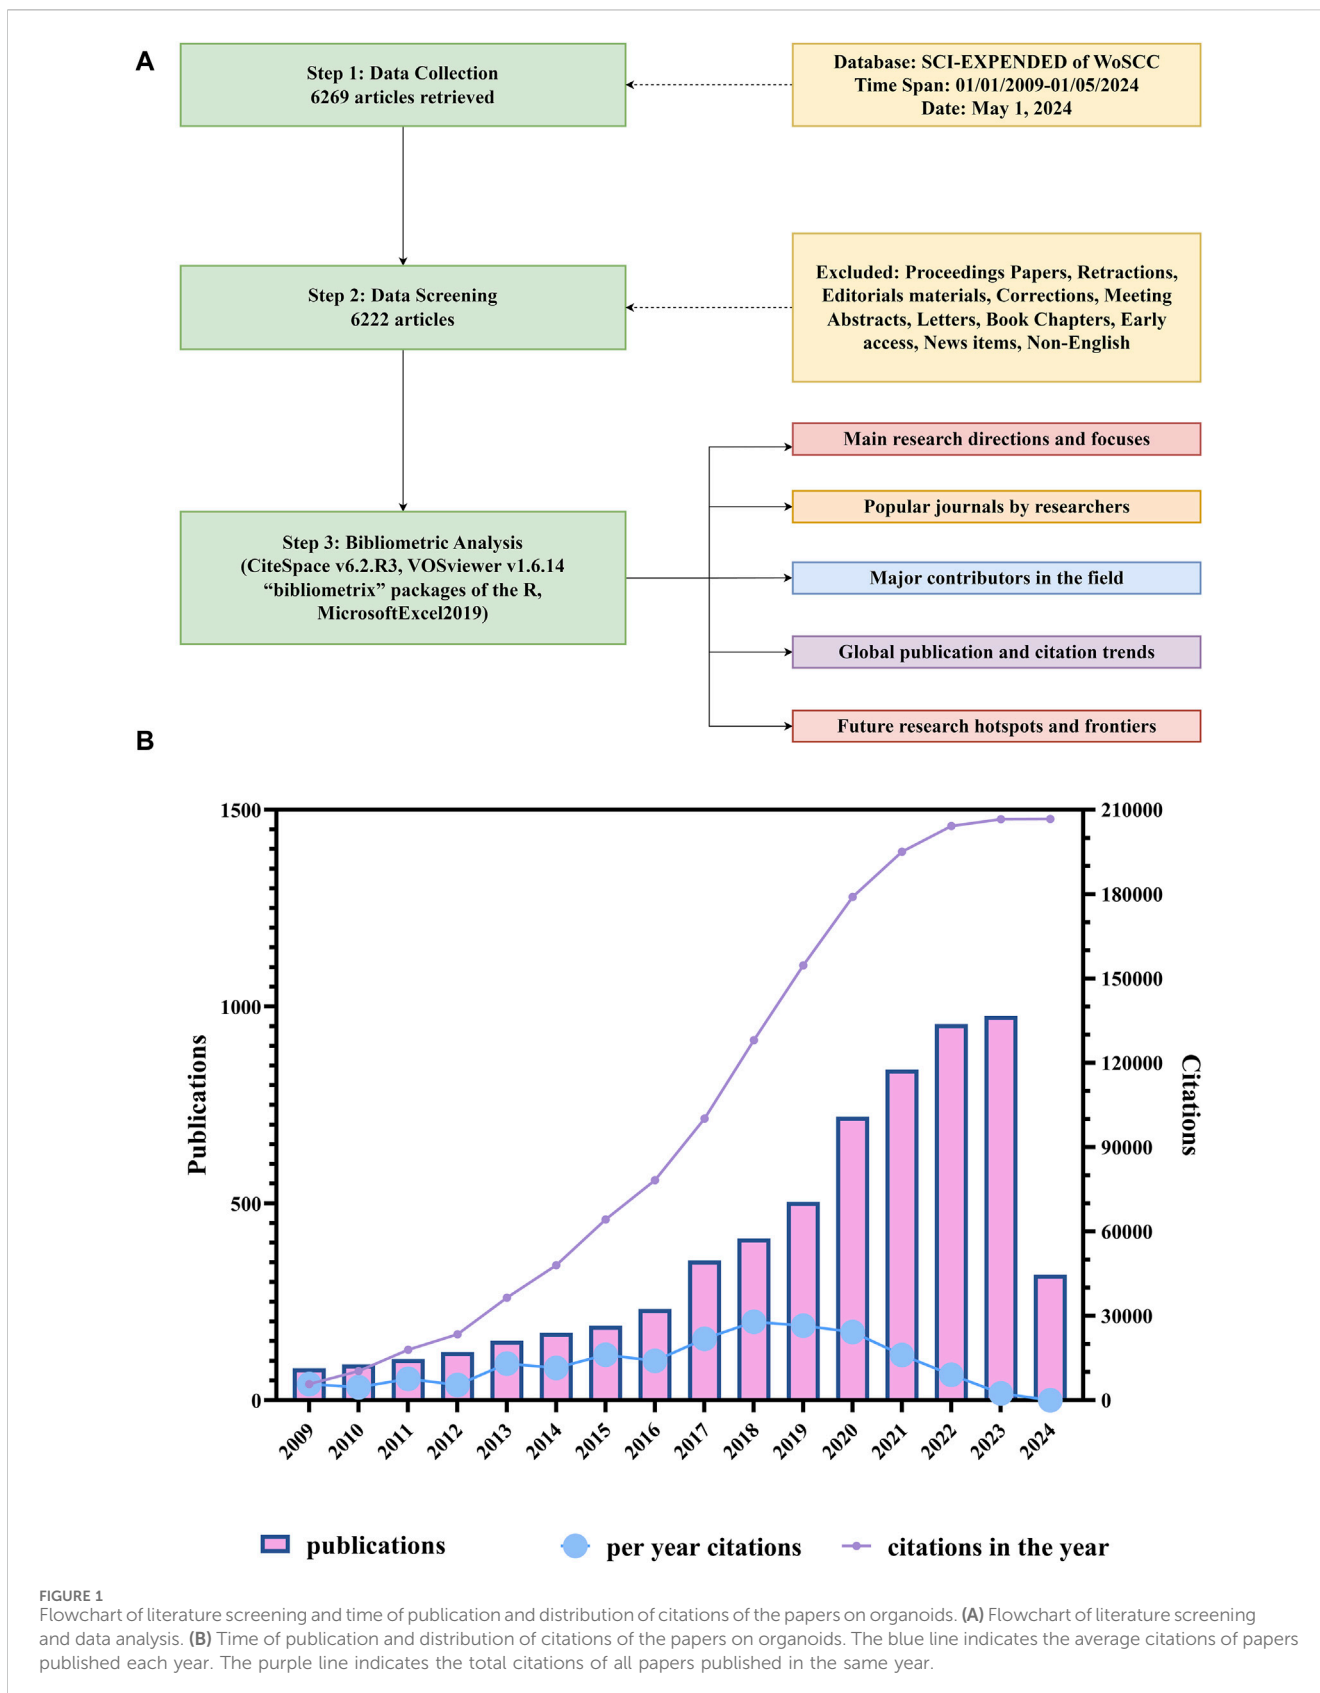 A
Step 1: Data Collection
6269 articles retrieved
Database: SCI-EXPENDED of WoSCC
Time Span: 01/01/2009-01/05/2024
Date: May 1, 2024
Step 2: Data Screening
6222 articles
Excluded: Proceedings Papers, Retractions,
Editorials materials, Corrections, Meeting
Abstracts, Letters, Book Chapters, Early
access, News items, Non-English
Step 3: Bibliometric Analysis
(CiteSpace v6.2.R3, VOSviewer v1.6.14
“bibliometrix” packages of the R,
MicrosoftExcel2019)
Main research directions and focuses
Popular journals by researchers
Major contributors in the field
Global publication and citation trends
Future research hotspots and frontiers
B
1500
1000
500
0
Publications
210000
180000
150000
120000
90000
60000
30000
0
Citations
2009
2010
2011
2012
2013
2014
2015
2016
2017
2018
2019
2020
2021
2022
2023
2024
publications
per year citations
citations in the year
FIGURE 1
Flowchart of literature screening and time of publication and distribution of citations of the papers on organoids. (A) Flowchart of literature screening
and data analysis. (B) Time of publication and distribution of citations of the papers on organoids. The blue line indicates the average citations of papers
published each year. The purple line indicates the total citations of all papers published in the same year.